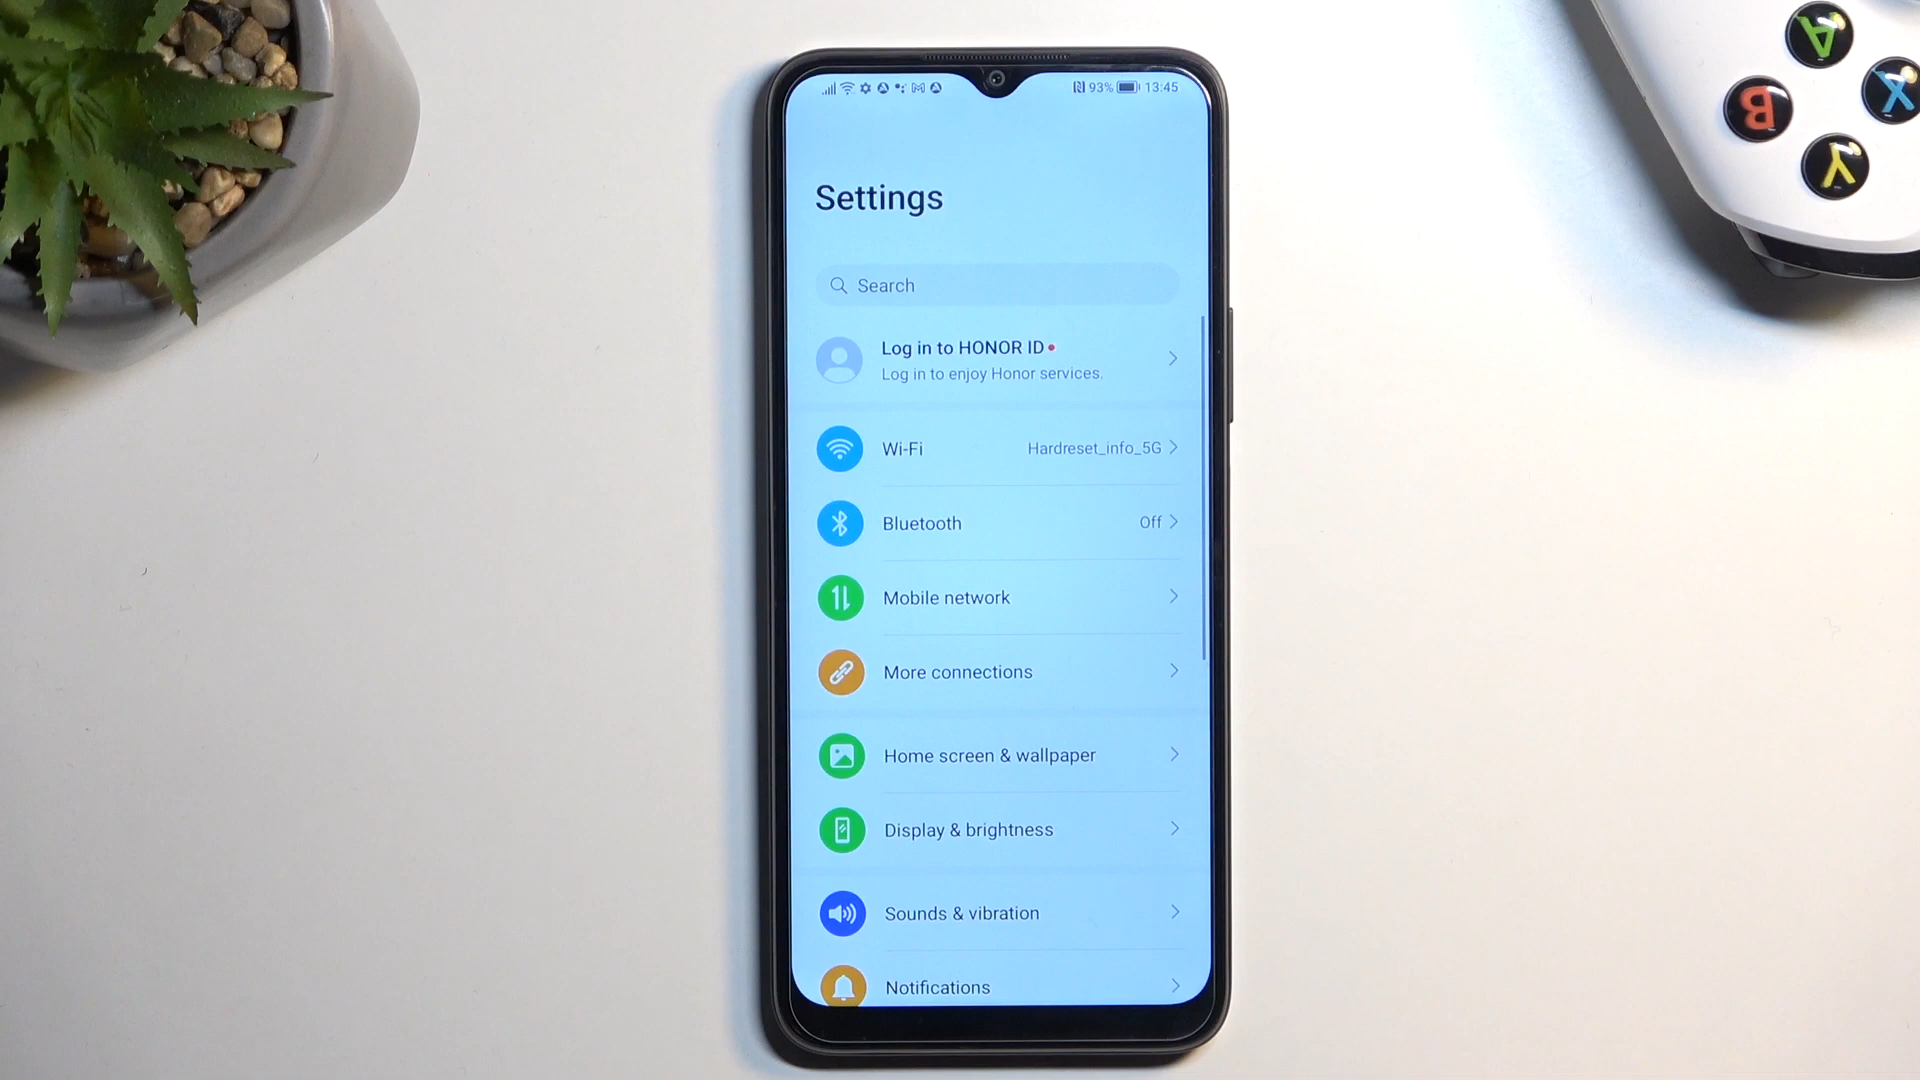 93% 13:45
Settings
Search
Log in to HONOR ID
Log in to enjoy Honor services.
Wi-Fi Hardreset_info_5G
Bluetooth Off
Mobile network
More connections
Home screen & wallpaper
Display & brightness
Sounds & vibration
Notifications
A
B
X
Y